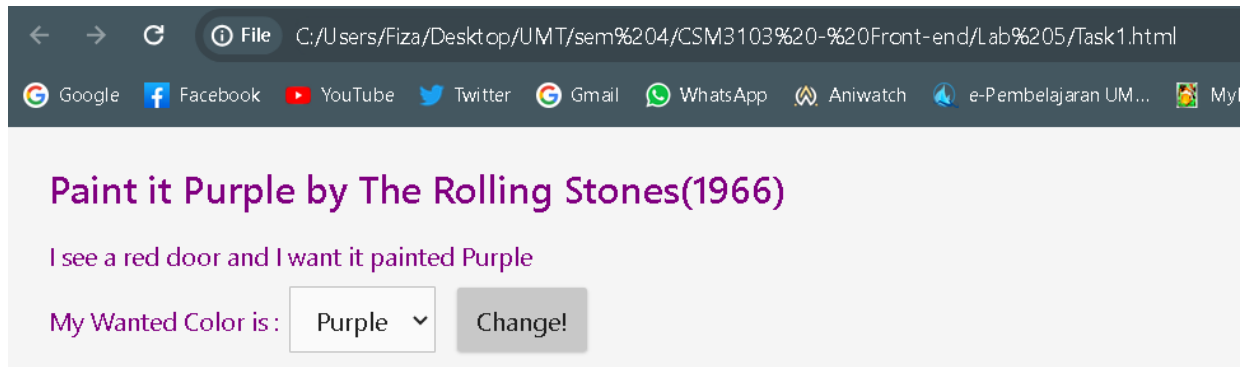 File C:/Users/Fiza/Desktop/UMT/sem%204/CSM3103%20-%20Front-end/Lab%205/Task1.html
Google Facebook YouTube Twitter Gmail WhatsApp Aniwatch e-Pembelajaran UM... Myl
Paint it Purple by The Rolling Stones(1966)
I see a red door and I want it painted Purple
My Wanted Color is : Purple Change!